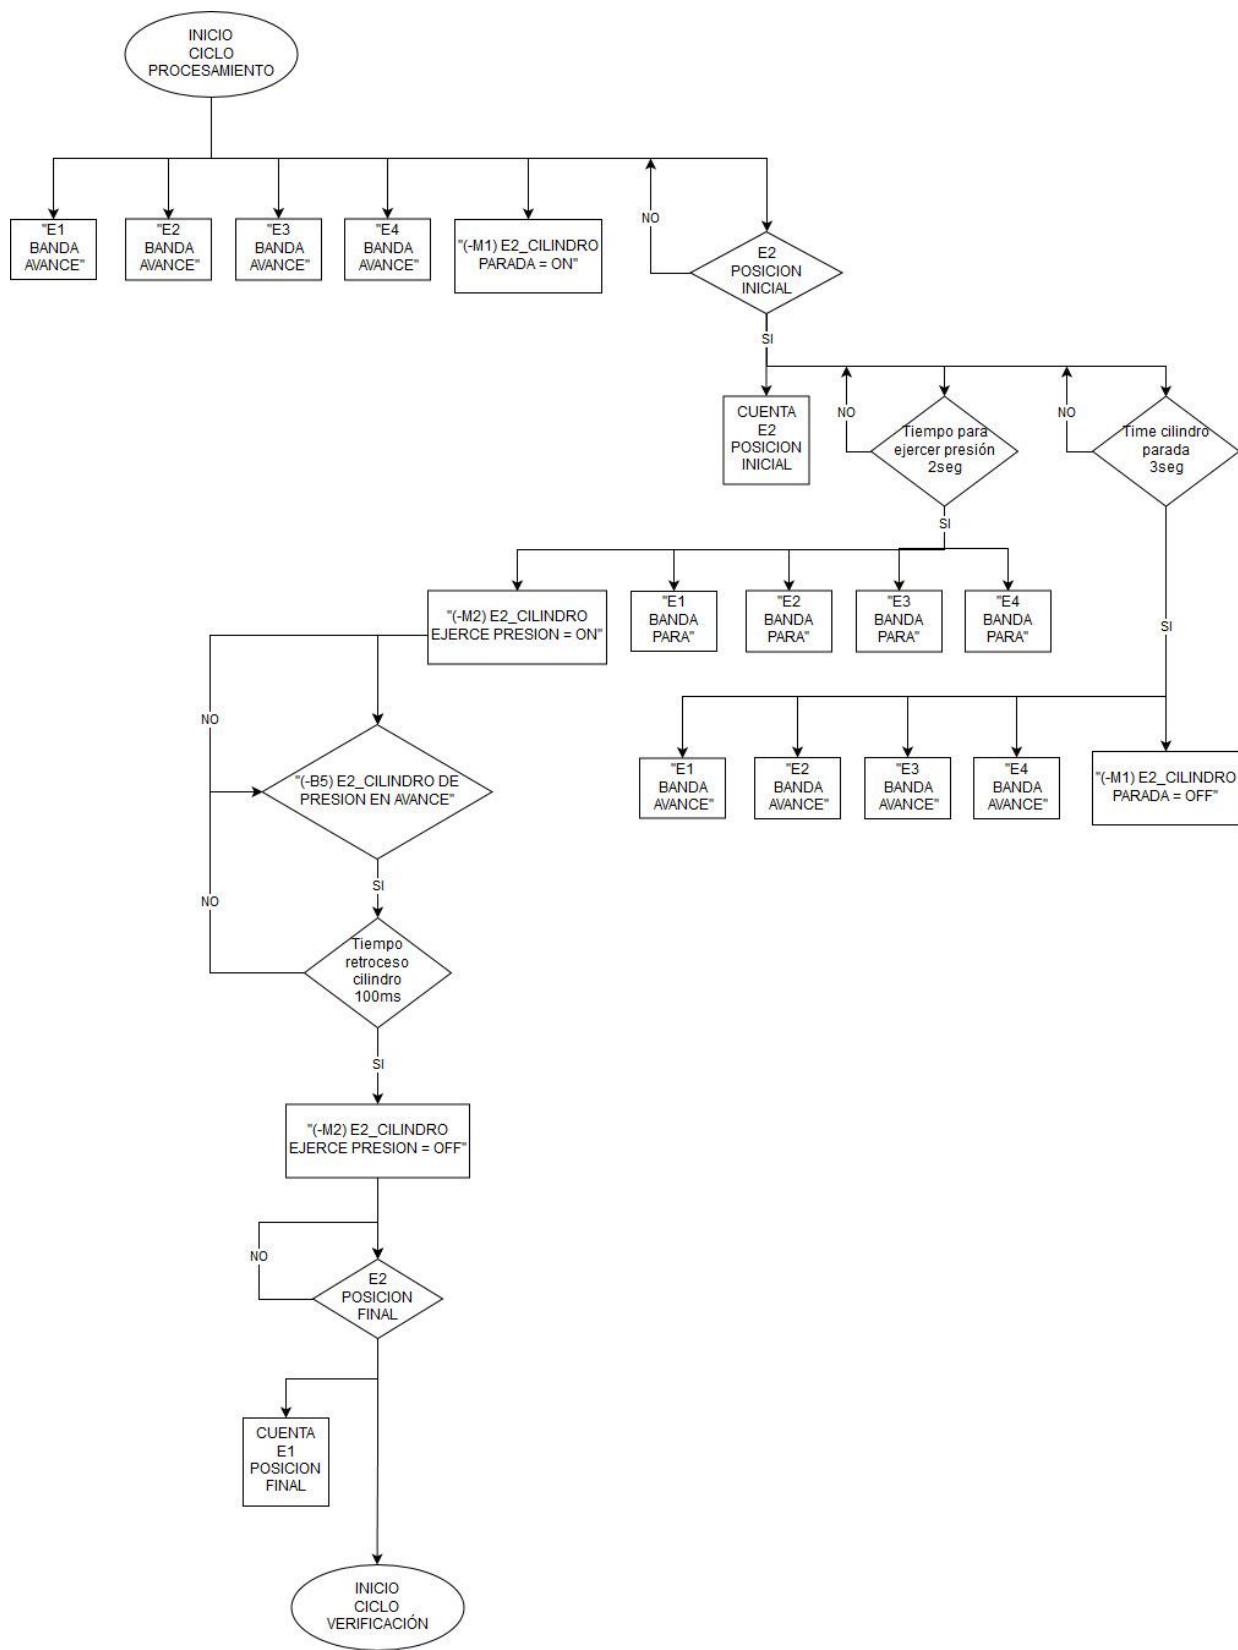 INICIO
CICLO
PROCESAMIENTO
"E1
BANDA
AVANCE"
"E2
BANDA
AVANCE"
"E3
BANDA
AVANCE"
"E4
BANDA
AVANCE"
"(-M1) E2_CILINDRO
PARADA = ON"
NO
E2
POSICION
INICIAL
SI
CUENTA
E2
POSICION
INICIAL
NO
Tiempo para
ejercer presión
2seg
NO
Time cilindro
parada
3seg
SI
"(-M2) E2_CILINDRO
EJERCE PRESION = ON"
"E1
BANDA
PARA"
"E2
BANDA
PARA"
"E3
BANDA
PARA"
"E4
BANDA
PARA"
SI
NO
"(-B5) E2_CILINDRO DE
PRESION EN AVANCE"
"E1
BANDA
AVANCE"
"E2
BANDA
AVANCE"
"E3
BANDA
AVANCE"
"E4
BANDA
AVANCE"
"(-M1) E2_CILINDRO
PARADA = OFF"
SI
NO
Tiempo
retroceso
cilindro
100ms
SI
"(-M2) E2_CILINDRO
EJERCE PRESION = OFF"
NO
E2
POSICION
FINAL
CUENTA
E1
POSICION
FINAL
INICIO
CICLO
VERIFICACIÓN